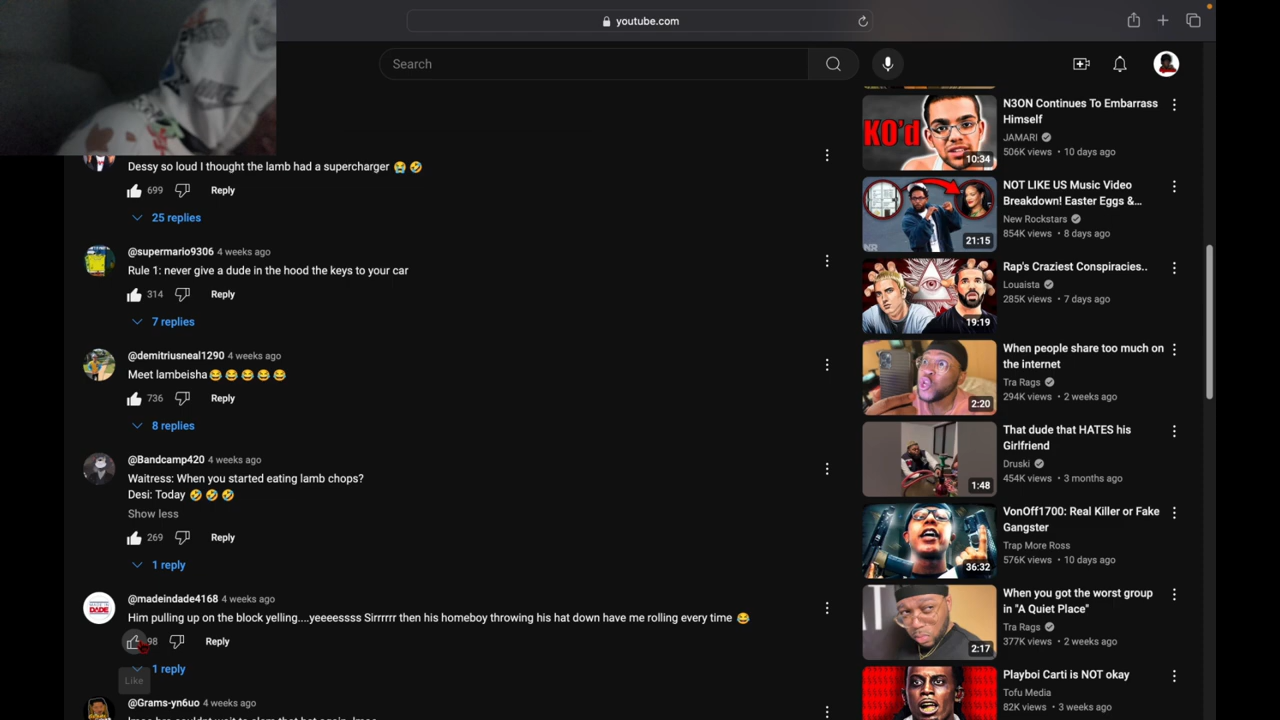 youtube.com
Search
Dessy so loud I thought the lamb had a supercharger 😭 🤣
699
Reply
25 replies
@supermario9306 4 weeks ago
Rule 1: never give a dude in the hood the keys to your car
314
Reply
7 replies
@demitriusneal1290 4 weeks ago
Meet lambeisha😂 😂 😂 😂 😂
736
Reply
8 replies
@Bandcamp420 4 weeks ago
Waitress: When you started eating lamb chops?
Desi: Today 🤣 🤣 🤣
Show less
269
Reply
1 reply
@madeindade4168 4 weeks ago
Him pulling up on the block yelling....yeeeessss Sirrrrrr then his homeboy throwing his hat down have me rolling every time 😂
98
Reply
1 reply
Like
@Grams-yn6uo 4 weeks ago
DADE
KO'd
10:34
N3ON Continues To Embarrass
Himself
JAMARI
506K views • 10 days ago
21:15
NOT LIKE US Music Video
Breakdown! Easter Eggs &...
New Rockstars
854K views • 8 days ago
19:19
Rap's Craziest Conspiracies..
Louaista
285K views • 7 days ago
2:20
When people share too much on
the internet
Tra Rags
294K views • 2 weeks ago
1:48
That dude that HATES his
Girlfriend
Druski
454K views • 3 months ago
36:32
VonOff1700: Real Killer or Fake
Gangster
Trap More Ross
576K views • 10 days ago
2:17
When you got the worst group
in "A Quiet Place"
Tra Rags
377K views • 2 weeks ago
Playboi Carti is NOT okay
Tofu Media
82K views • 3 weeks ago